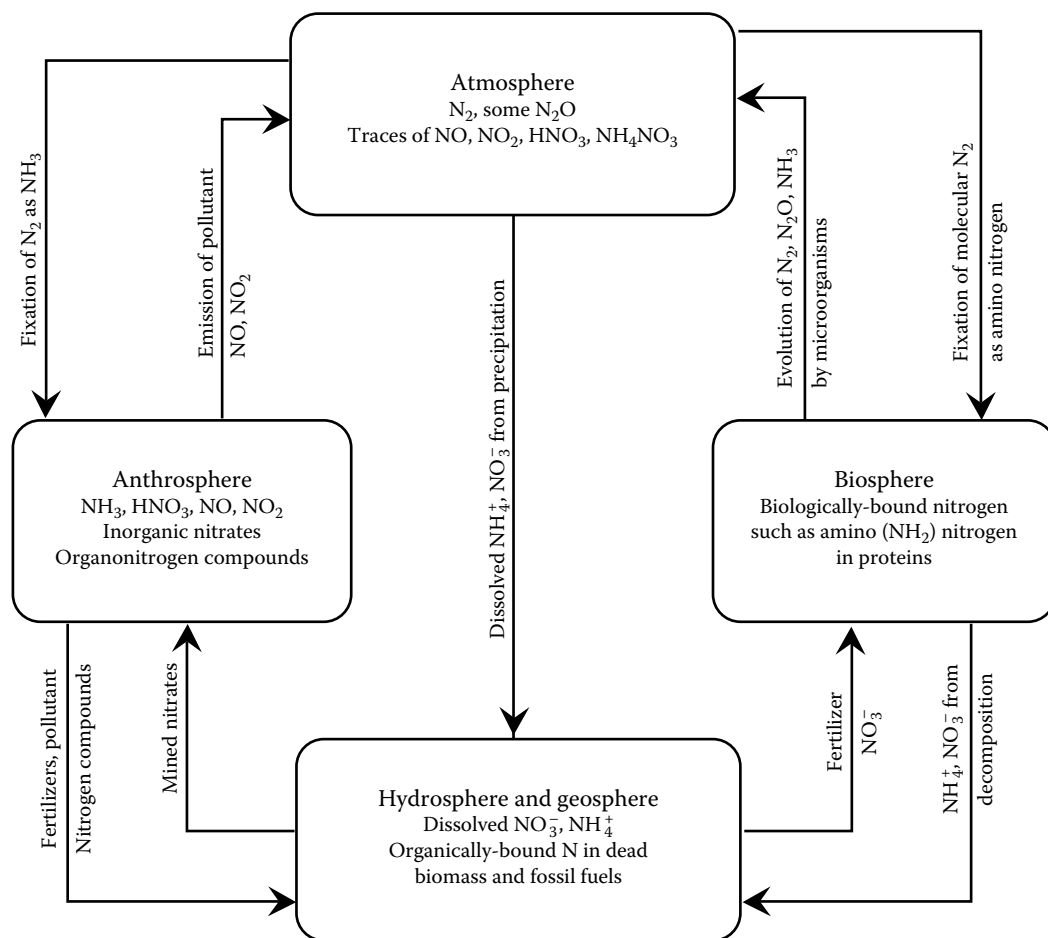 Atmosphere
N₂, some N₂O
Traces of NO, NO₂, HNO₃, NH₄NO₃
Fixation of N₂ as NH₃
Emission of pollutant
NO, NO₂
Dissolved NH₄⁺, NO₃⁻ from precipitation
Evolution of N₂, N₂O, NH₃
by microorganisms
Fixation of molecular N₂
as amino nitrogen
Anthrosphere
NH₃, HNO₃, NO, NO₂
Inorganic nitrates
Organonitrogen compounds
Biosphere
Biologically-bound nitrogen
such as amino (NH₂) nitrogen
in proteins
Fertilizers, pollutant
Nitrogen compounds
Mined nitrates
Fertilizer
NO₃⁻
NH₄⁺, NO₃⁻ from
decomposition
Hydrosphere and geosphere
Dissolved NO₃⁻, NH₄⁺
Organically-bound N in dead
biomass and fossil fuels